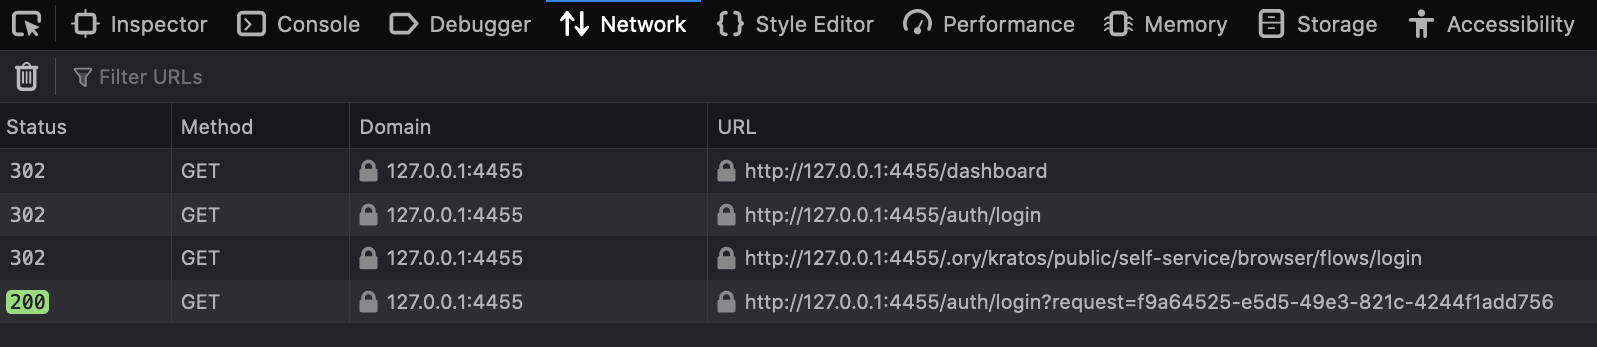 Inspector Console Debugger Network Style Editor Performance Memory Storage Accessibility
Filter URLs
Status Method Domain URL
302 GET 127.0.0.1:4455 http://127.0.0.1:4455/dashboard
302 GET 127.0.0.1:4455 http://127.0.0.1:4455/auth/login
302 GET 127.0.0.1:4455 http://127.0.0.1:4455/.ory/kratos/public/self-service/browser/flows/login
200 GET 127.0.0.1:4455 http://127.0.0.1:4455/auth/login?request=f9a64525-e5d5-49e3-821c-4244f1add756